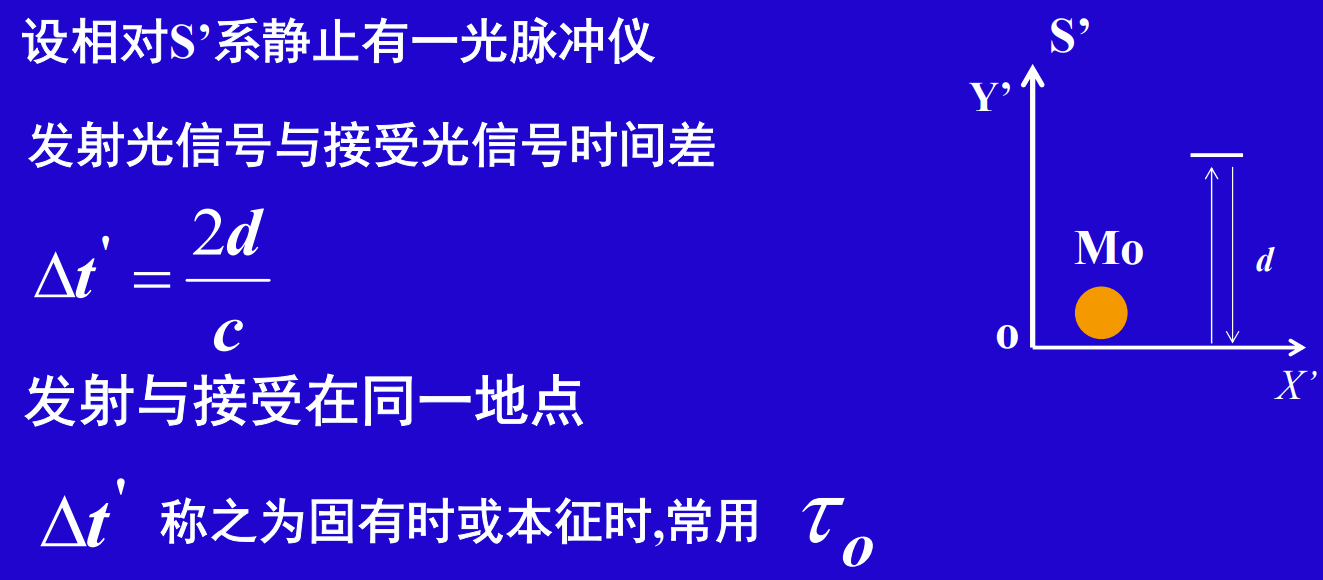 设相对S’系静止有一光脉冲仪
发射光信号与接受光信号时间差
Δt' = 2d/c
发射与接受在同一地点
Δt' 称之为固有时或本征时,常用 τo
S’
Y’
Mo
d
o
X’